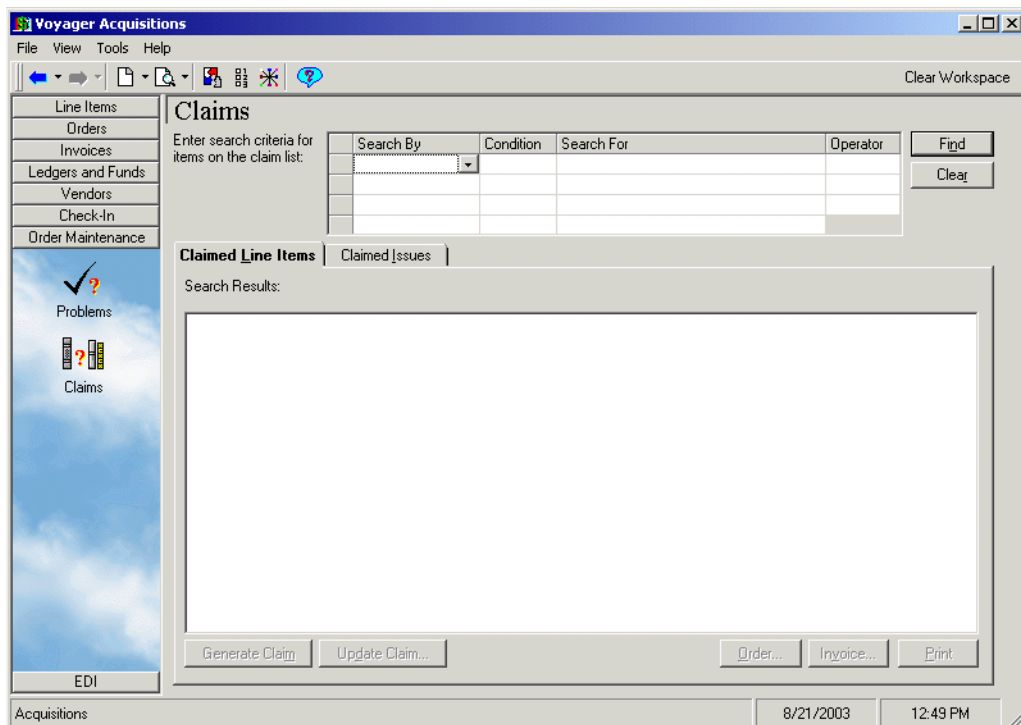 Voyager Acquisitions
File View Tools Help
Clear Workspace
Line Items
Orders
Invoices
Ledgers and Funds
Vendors
Check-In
Order Maintenance
Problems
Claims
EDI
Claims
Enter search criteria for
items on the claim list:
Search By Condition Search For Operator
Find
Clear
Claimed Line Items Claimed Issues
Search Results:
Generate Claim Update Claim... Order... Invoice... Print
Acquisitions 8/21/2003 12:49 PM